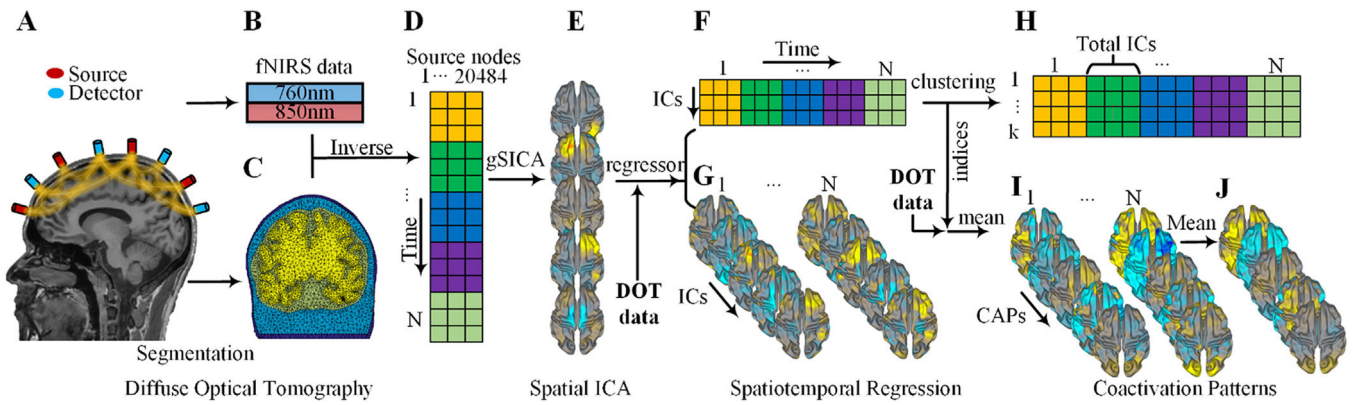 A
Source
Detector
Segmentation
B
fNIRS data
760nm
850nm
Inverse
C
Diffuse Optical Tomography
D
Source nodes
1 ... 20484
1
...
Time
N
gSICA
E
Spatial ICA
regressor
DOT
data
F
Time
1 ... N
ICs
G
1 ... N
ICs
Spatiotemporal Regression
clustering
indices
DOT
data
mean
H
Total ICs
1 ... N
1
⋮
k
I
1 ... N
CAPs
Mean
J
Coactivation Patterns